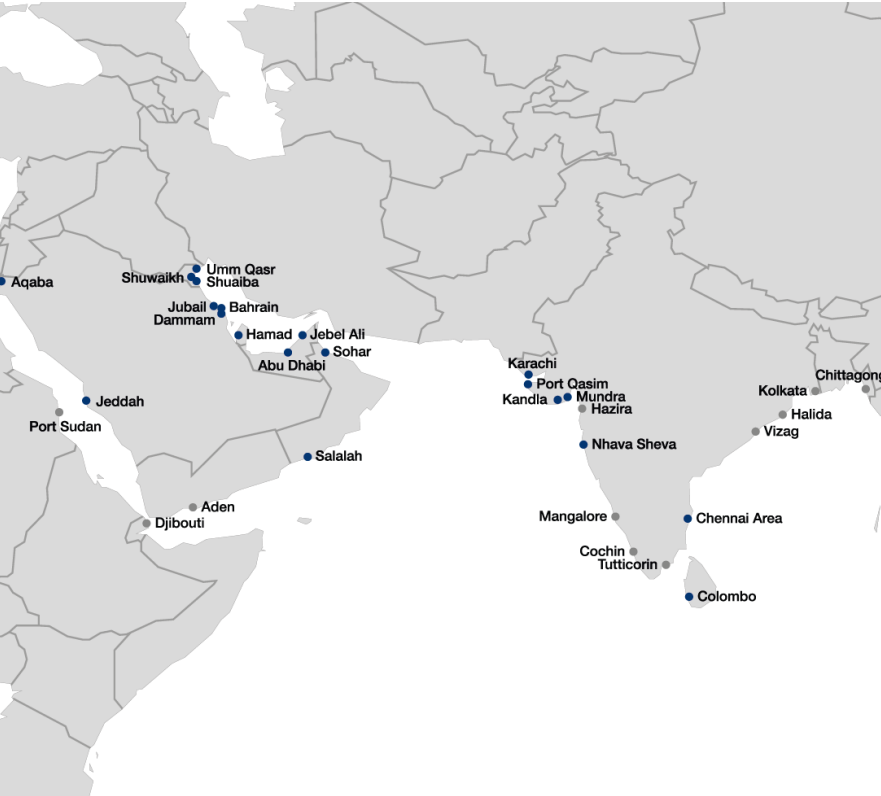 Umm Qasr
Shuwaikh
Shuaiba
Aqaba
Jubail
Bahrain
Dammam
Hamad
Jebel Ali
Sohar
Abu Dhabi
Karachi
Port Qasim
Chittagong
Kandla
Mundra
Kolkata
Jeddah
Hazira
Halida
Port Sudan
Vizag
Nhava Sheva
Salalah
Aden
Mangalore
Chennai Area
Djibouti
Cochin
Tutticorin
Colombo